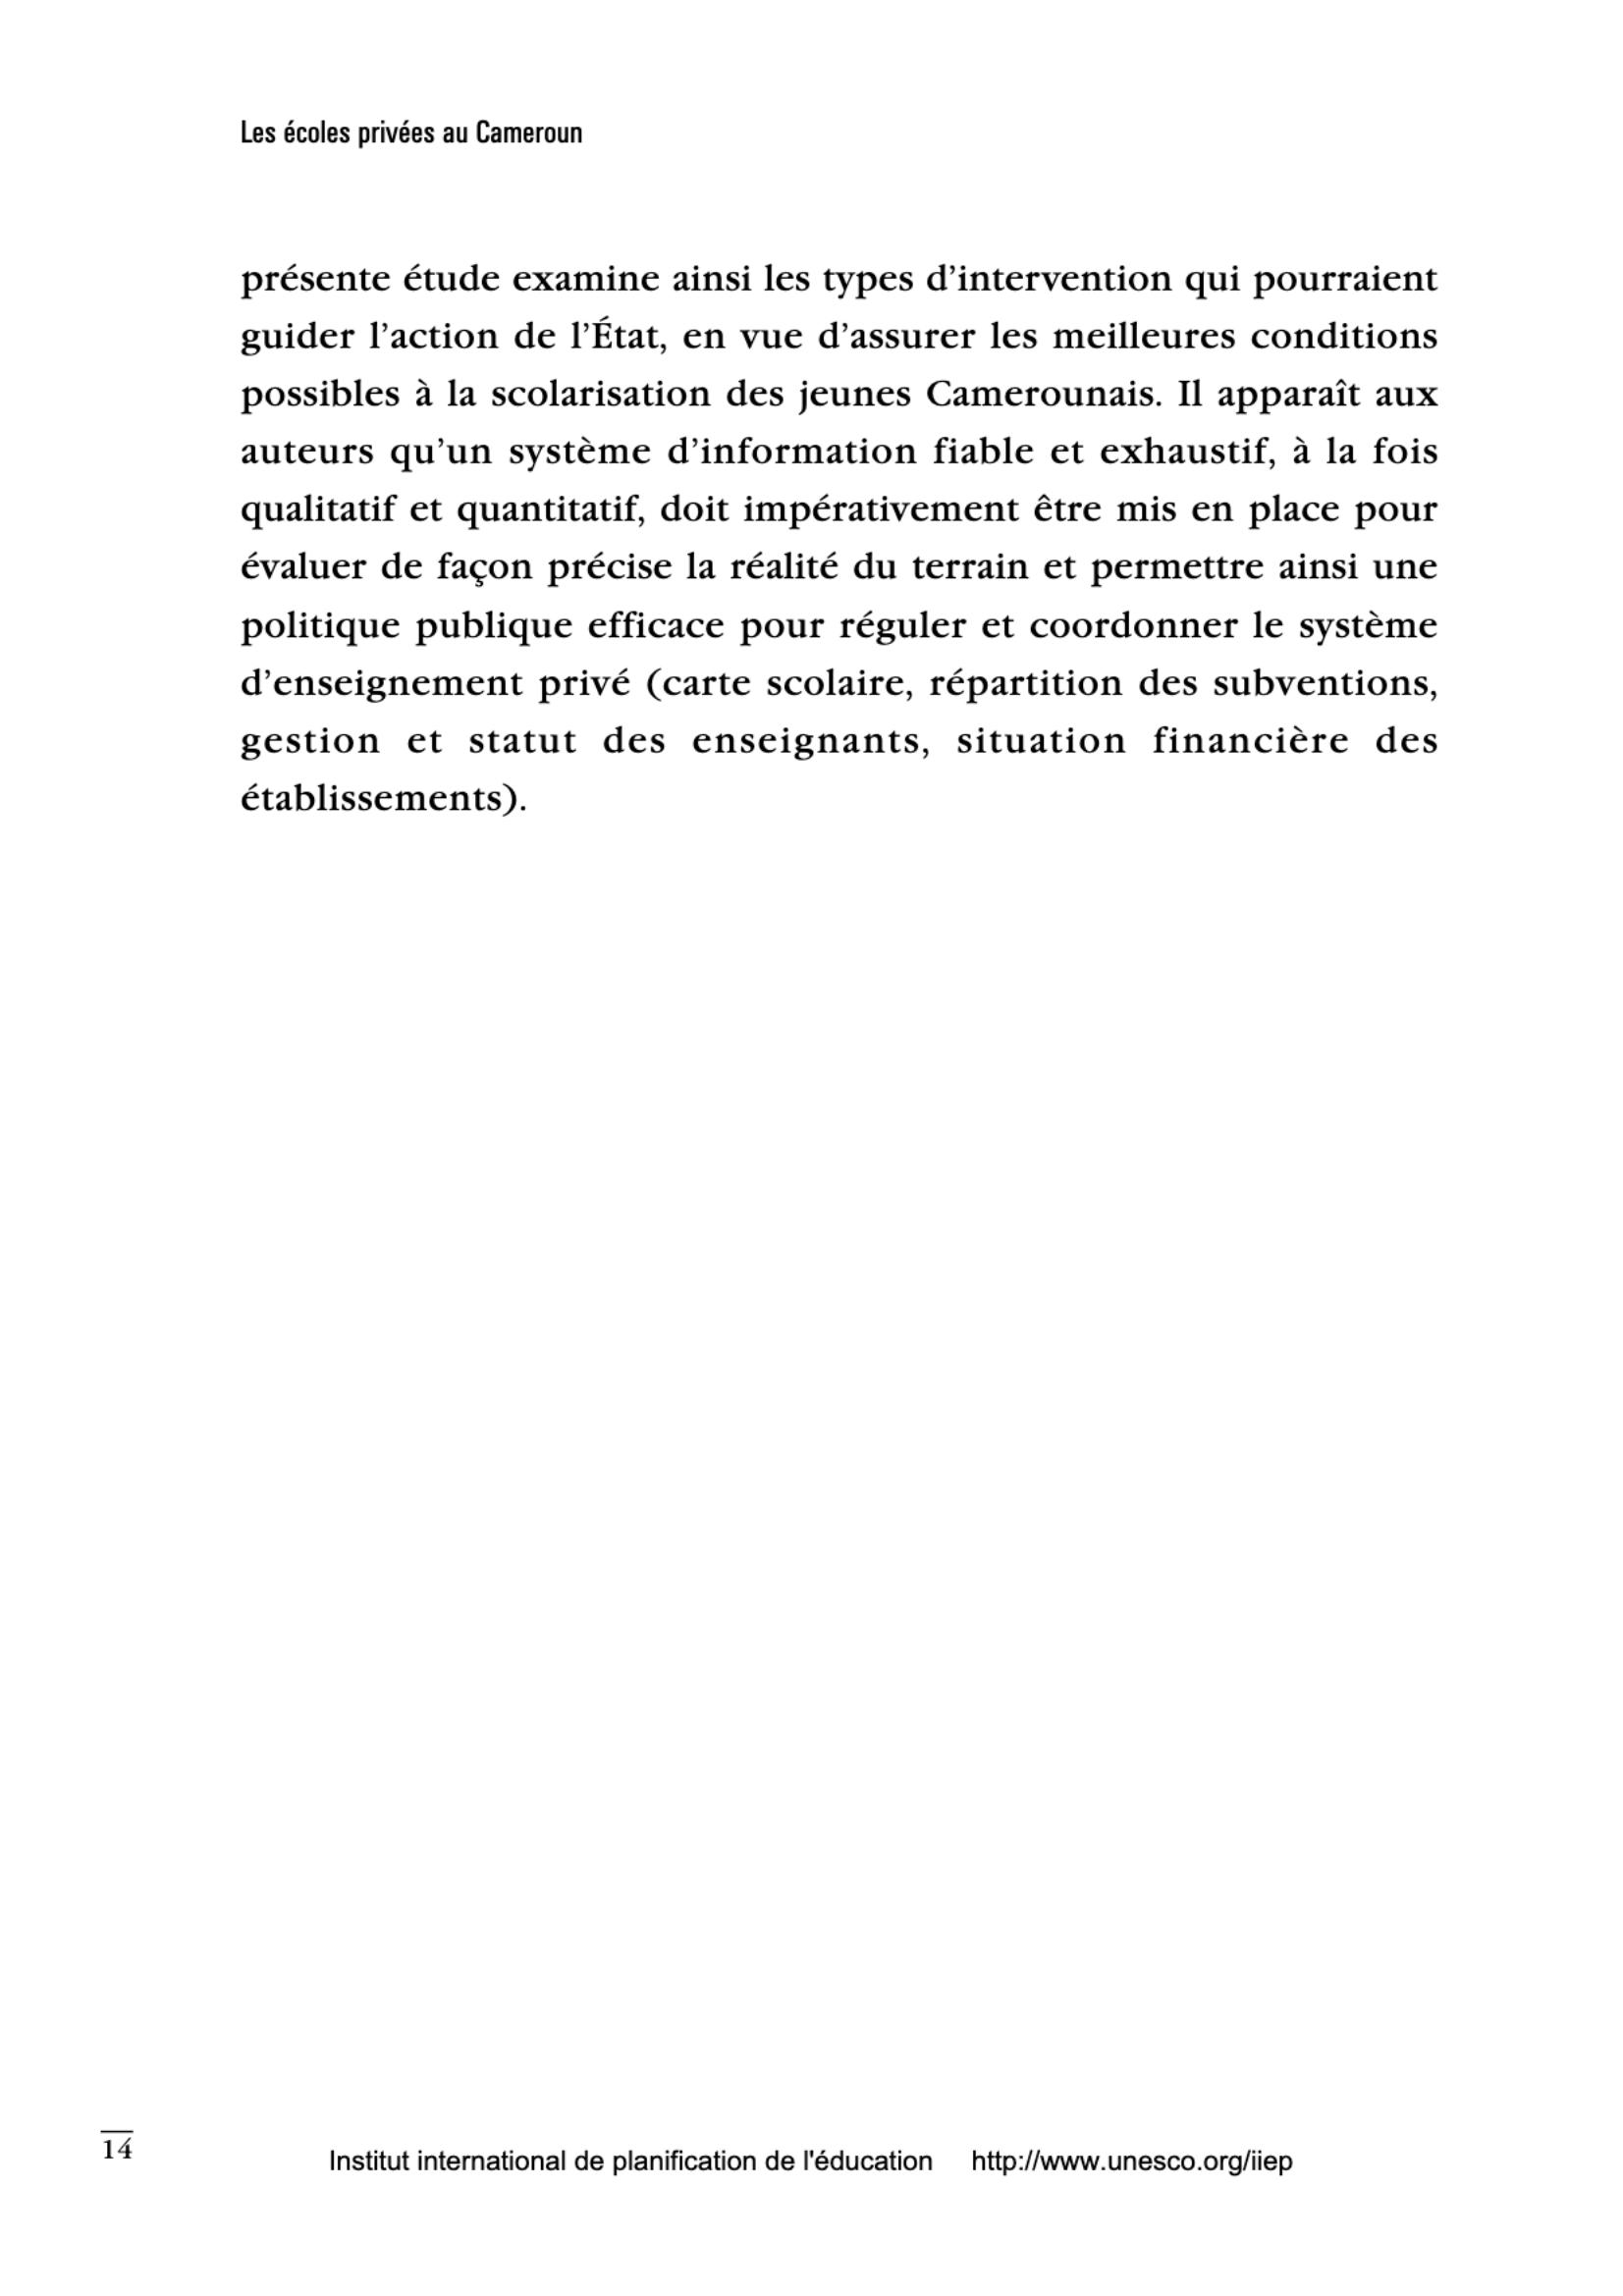 Les écoles privées au Cameroun
présente étude examine ainsi les types d’intervention qui pourraient
guider l’action de l’État, en vue d’assurer les meilleures conditions
possibles à la scolarisation des jeunes Camerounais. Il apparaît aux
auteurs qu’un système d’information fiable et exhaustif, à la fois
qualitatif et quantitatif, doit impérativement être mis en place pour
évaluer de façon précise la réalité du terrain et permettre ainsi une
politique publique efficace pour réguler et coordonner le système
d’enseignement privé (carte scolaire, répartition des subventions,
gestion et statut des enseignants, situation financière des
établissements).
14
Institut international de planification de l'éducation http://www.unesco.org/iiep